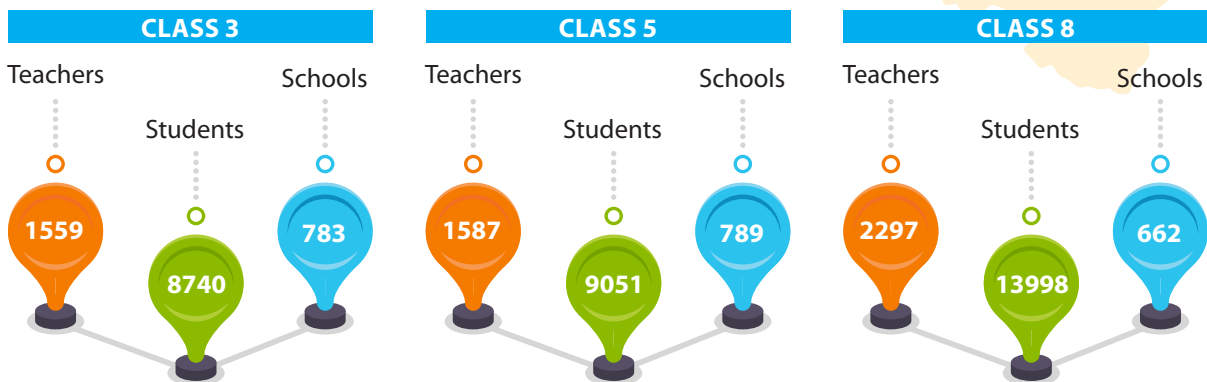 CLASS 3
Teachers
Schools
Students
1559
783
8740
CLASS 5
Teachers
Schools
Students
1587
789
9051
CLASS 8
Teachers
Schools
Students
2297
662
13998